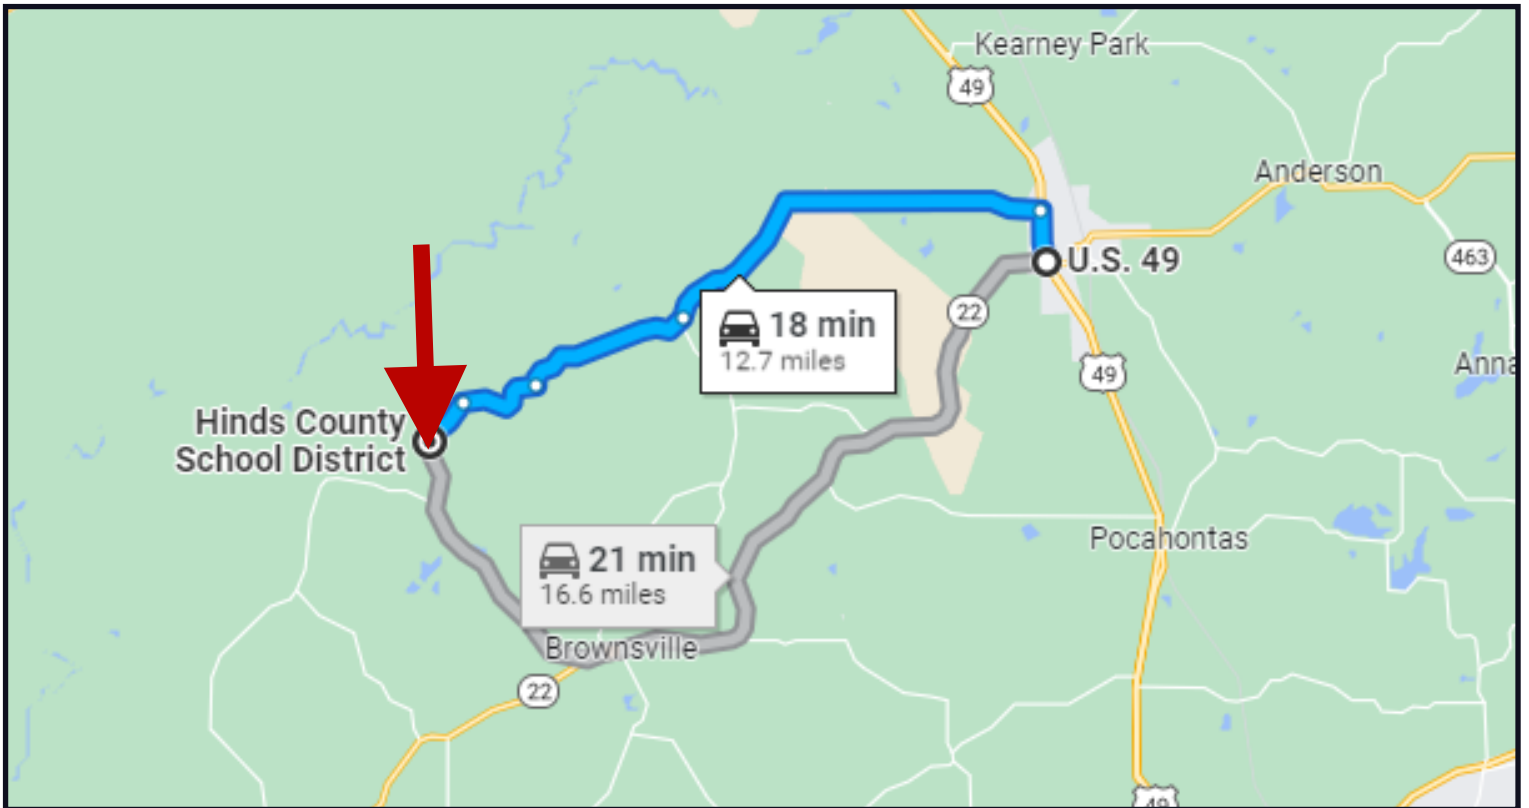 Kearney Park
49
Anderson
U.S. 49
463
22
18 min
12.7 miles
49
Anna
Hinds County
School District
Pocahontas
21 min
16.6 miles
Brownsville
22
49